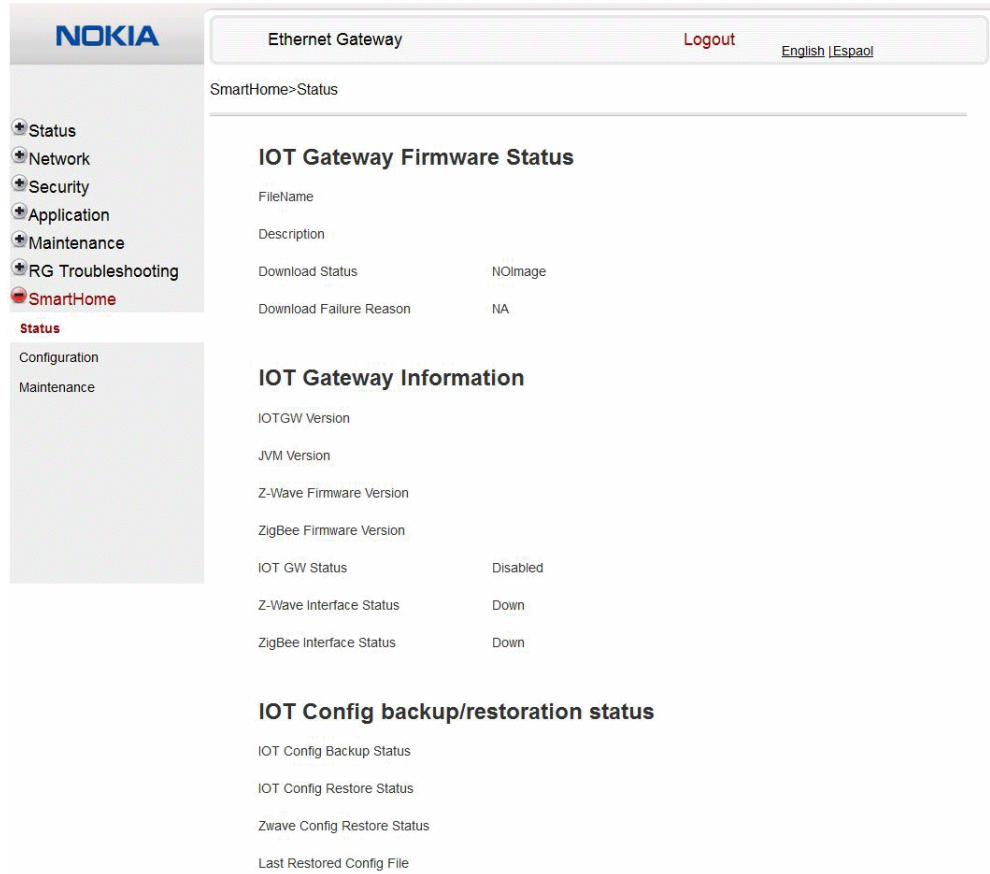 NOKIA
Ethernet Gateway
Logout
English | Espaol
SmartHome>Status
Status
Network
Security
Application
Maintenance
RG Troubleshooting
SmartHome
Status
Configuration
Maintenance
IOT Gateway Firmware Status
FileName
Description
Download Status NOImage
Download Failure Reason NA
IOT Gateway Information
IOTGW Version
JVM Version
Z-Wave Firmware Version
ZigBee Firmware Version
IOT GW Status Disabled
Z-Wave Interface Status Down
ZigBee Interface Status Down
IOT Config backup/restoration status
IOT Config Backup Status
IOT Config Restore Status
Zwave Config Restore Status
Last Restored Config File